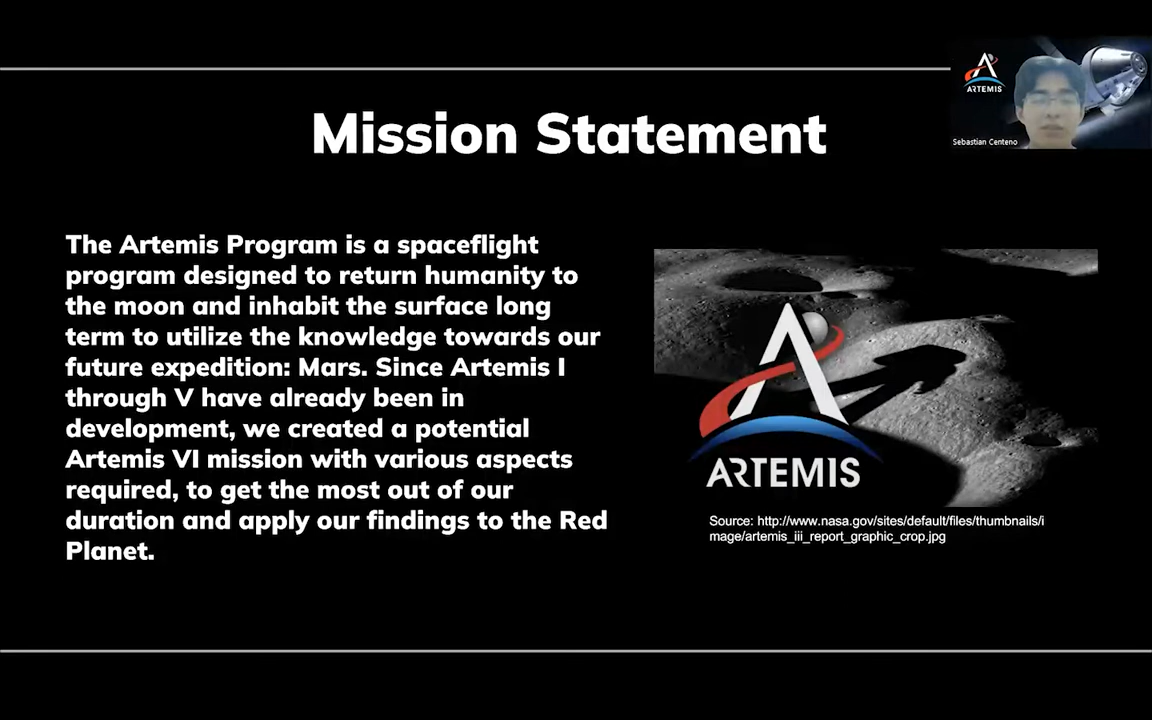 Mission Statement
ARTEMIS
Sebastian Centeno
The Artemis Program is a spaceflight
program designed to return humanity to
the moon and inhabit the surface long
term to utilize the knowledge towards our
future expedition: Mars. Since Artemis I
through V have already been in
development, we created a potential
Artemis VI mission with various aspects
required, to get the most out of our
duration and apply our findings to the Red
Planet.
ARTEMIS
Source: http://www.nasa.gov/sites/default/files/thumbnails/i
mage/artemis_iii_report_graphic_crop.jpg